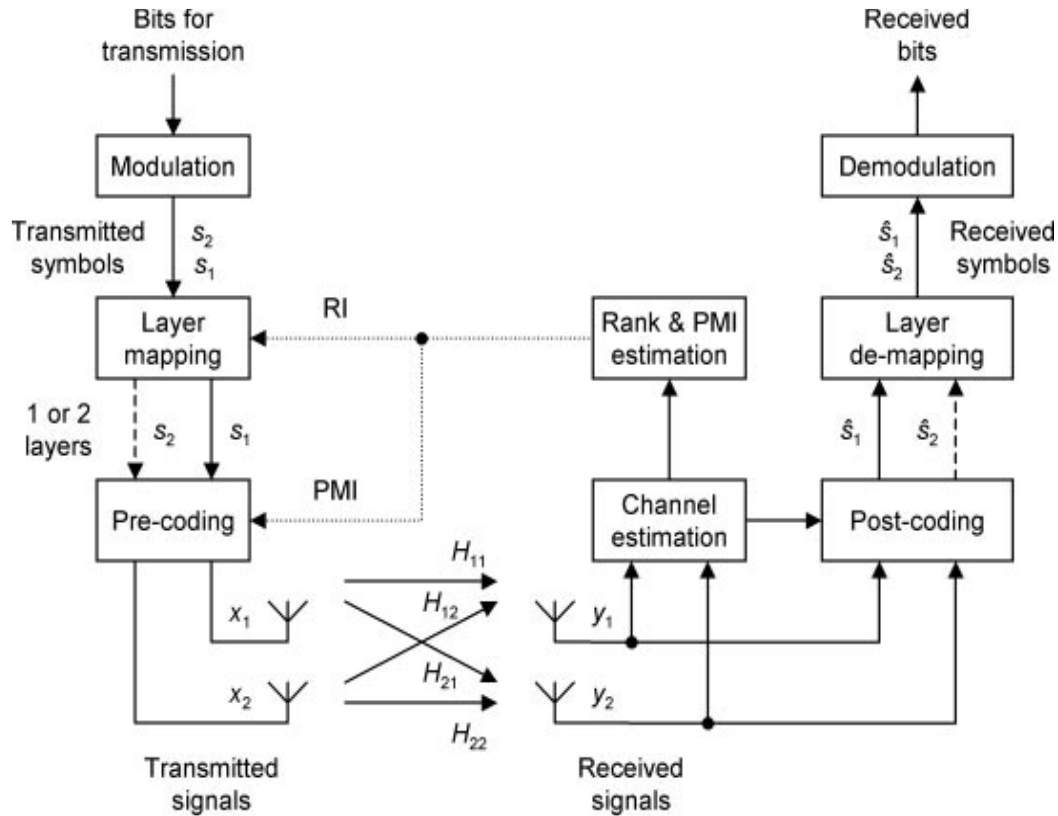 Bits for
transmission
Received
bits
Modulation
Demodulation
Transmitted
symbols
s₂
s₁
ŝ₁
ŝ₂
Received
symbols
Layer
mapping
RI
Rank & PMI
estimation
Layer
de-mapping
1 or 2
layers
s₂
s₁
ŝ₁
ŝ₂
Pre-coding
PMI
Channel
estimation
Post-coding
H₁₁
x₁
H₁₂
y₁
x₂
H₂₁
y₂
H₂₂
Transmitted
signals
Received
signals